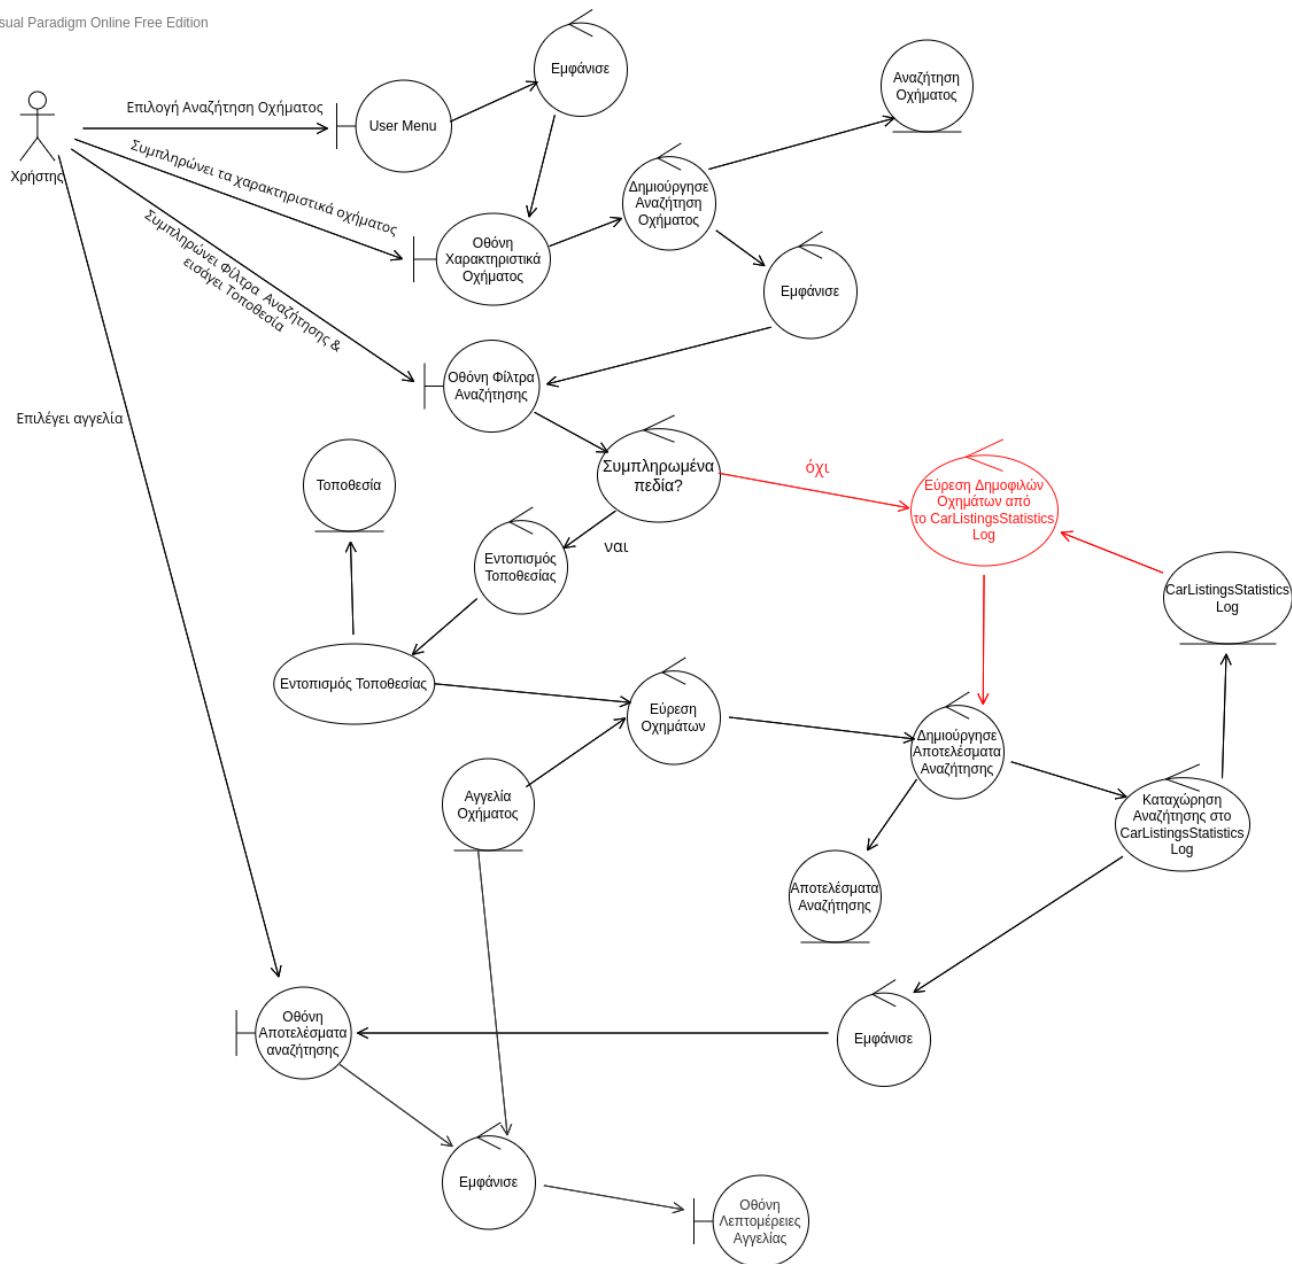 sual Paradigm Online Free Edition
Χρήστης
Επιλογή Αναζήτηση Οχήματος
User Menu
Εμφάνισε
Αναζήτηση
Οχήματος
Συμπληρώνει τα χαρακτηριστικά οχήματος
Δημιούργησε
Αναζήτηση
Οχήματος
Οθόνη
Χαρακτηριστικά
Οχήματος
Συμπληρώνει Φίλτρα Αναζήτησης &
εισάγει Τοποθεσία
Εμφάνισε
Οθόνη Φίλτρα
Αναζήτησης
Επιλέγει αγγελία
Συμπληρωμένα
πεδία?
όχι
Εύρεση Δημοφιλών
Οχημάτων από
το CarListingsStatistics
Log
Τοποθεσία
ναι
Εντοπισμός
Τοποθεσίας
CarListingsStatistics
Log
Εντοπισμός Τοποθεσίας
Εύρεση
Οχημάτων
Δημιούργησε
Αποτελέσματα
Αναζήτησης
Αγγελία
Οχήματος
Καταχώρηση
Αναζήτησης στο
CarListingsStatistics
Log
Αποτελέσματα
Αναζήτησης
Οθόνη
Αποτελέσματα
αναζήτησης
Εμφάνισε
Εμφάνισε
Οθόνη
Λεπτομέρειες
Αγγελίας